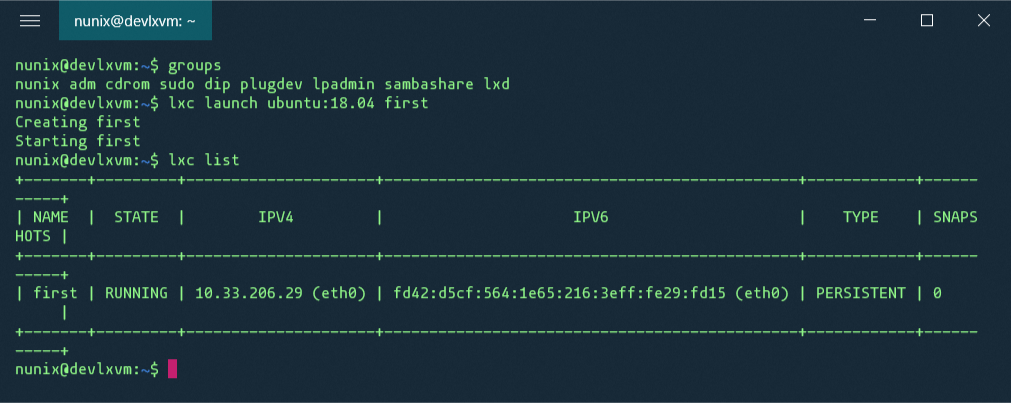 nunix@devlxvm: ~
nunix@devlxvm:~$ groups
nunix adm cdrom sudo dip plugdev lpadmin sambashare lxd
nunix@devlxvm:~$ lxc launch ubuntu:18.04 first
Creating first
Starting first
nunix@devlxvm:~$ lxc list
+-------+---------+---------------------+----------------------------------------------+------------+------
-----+
| NAME  |  STATE  |        IPV4         |                     IPV6                     |    TYPE    | SNAPS
HOTS |
+-------+---------+---------------------+----------------------------------------------+------------+------
-----+
| first | RUNNING | 10.33.206.29 (eth0) | fd42:d5cf:564:1e65:216:3eff:fe29:fd15 (eth0) | PERSISTENT | 0
     |
+-------+---------+---------------------+----------------------------------------------+------------+------
-----+
nunix@devlxvm:~$